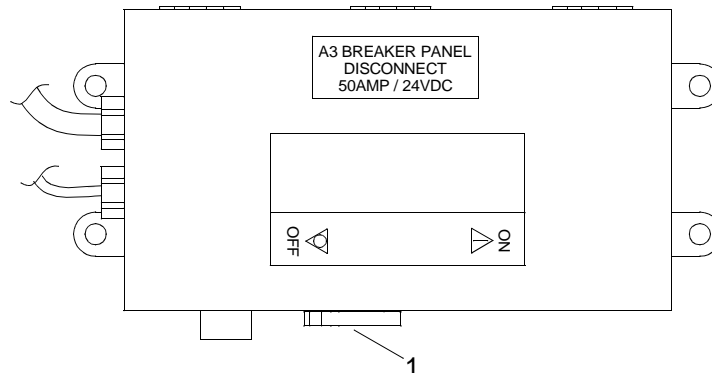 A3 BREAKER PANEL
DISCONNECT
50AMP / 24VDC
OFF
ON
1